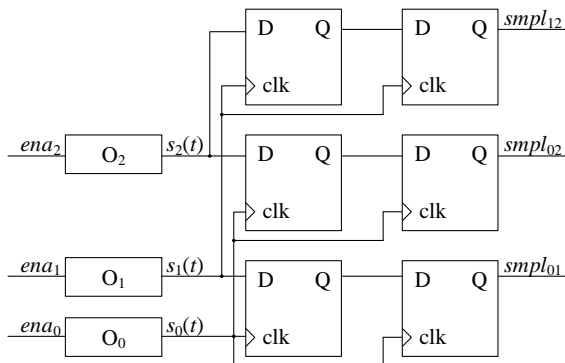 D Q D Q smpl₁₂
clk clk
ena₂ O₂ s₂(t) D Q D Q smpl₀₂
clk clk
ena₁ O₁ s₁(t) D Q D Q smpl₀₁
ena₀ O₀ s₀(t) clk clk